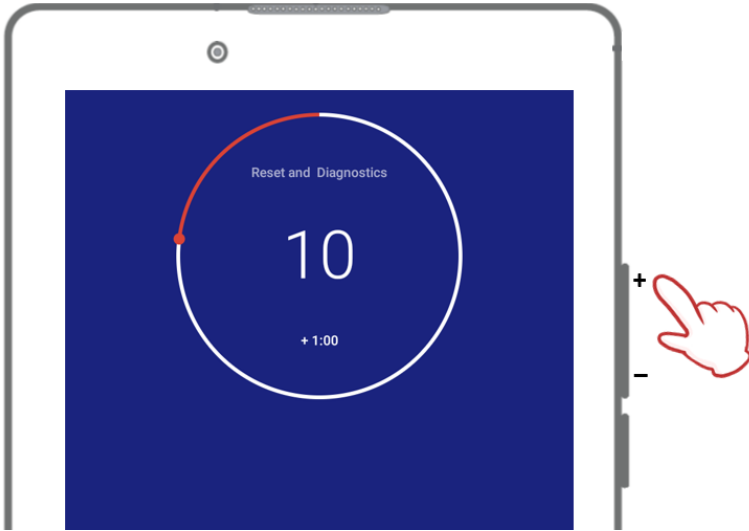 Reset and Diagnostics
10
+ 1:00
+
–